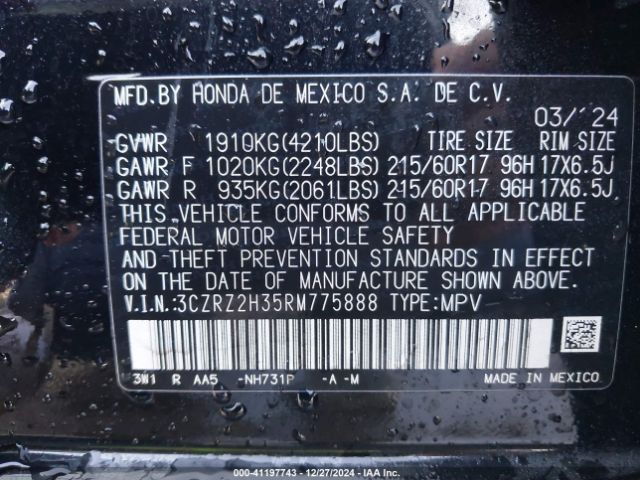 MFD. BY HONDA DE MEXICO S.A. DE C.V.
03/'24
GVWR 1910KG(4210LBS) TIRE SIZE RIM SIZE
GAWR F 1020KG(2248LBS) 215/60R17 96H 17X6.5J
GAWR R 935KG(2061LBS) 215/60R17 96H 17X6.5J
THIS VEHICLE CONFORMS TO ALL APPLICABLE
FEDERAL MOTOR VEHICLE SAFETY
AND THEFT PREVENTION STANDARDS IN EFFECT
ON THE DATE OF MANUFACTURE SHOWN ABOVE.
V.I.N.:3CZRZ2H35RM775888 TYPE:MPV
3W1 R AA5 -NH731P -A -M MADE IN MEXICO
000-41197743 - 12/27/2024 - IAA Inc.